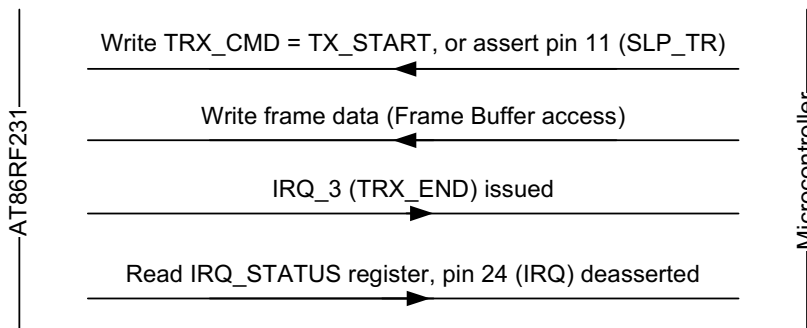 Write TRX_CMD = TX_START, or assert pin 11 (SLP_TR)
Write frame data (Frame Buffer access)
IRQ_3 (TRX_END) issued
Read IRQ_STATUS register, pin 24 (IRQ) deasserted
AT86RF231
Microcontroller